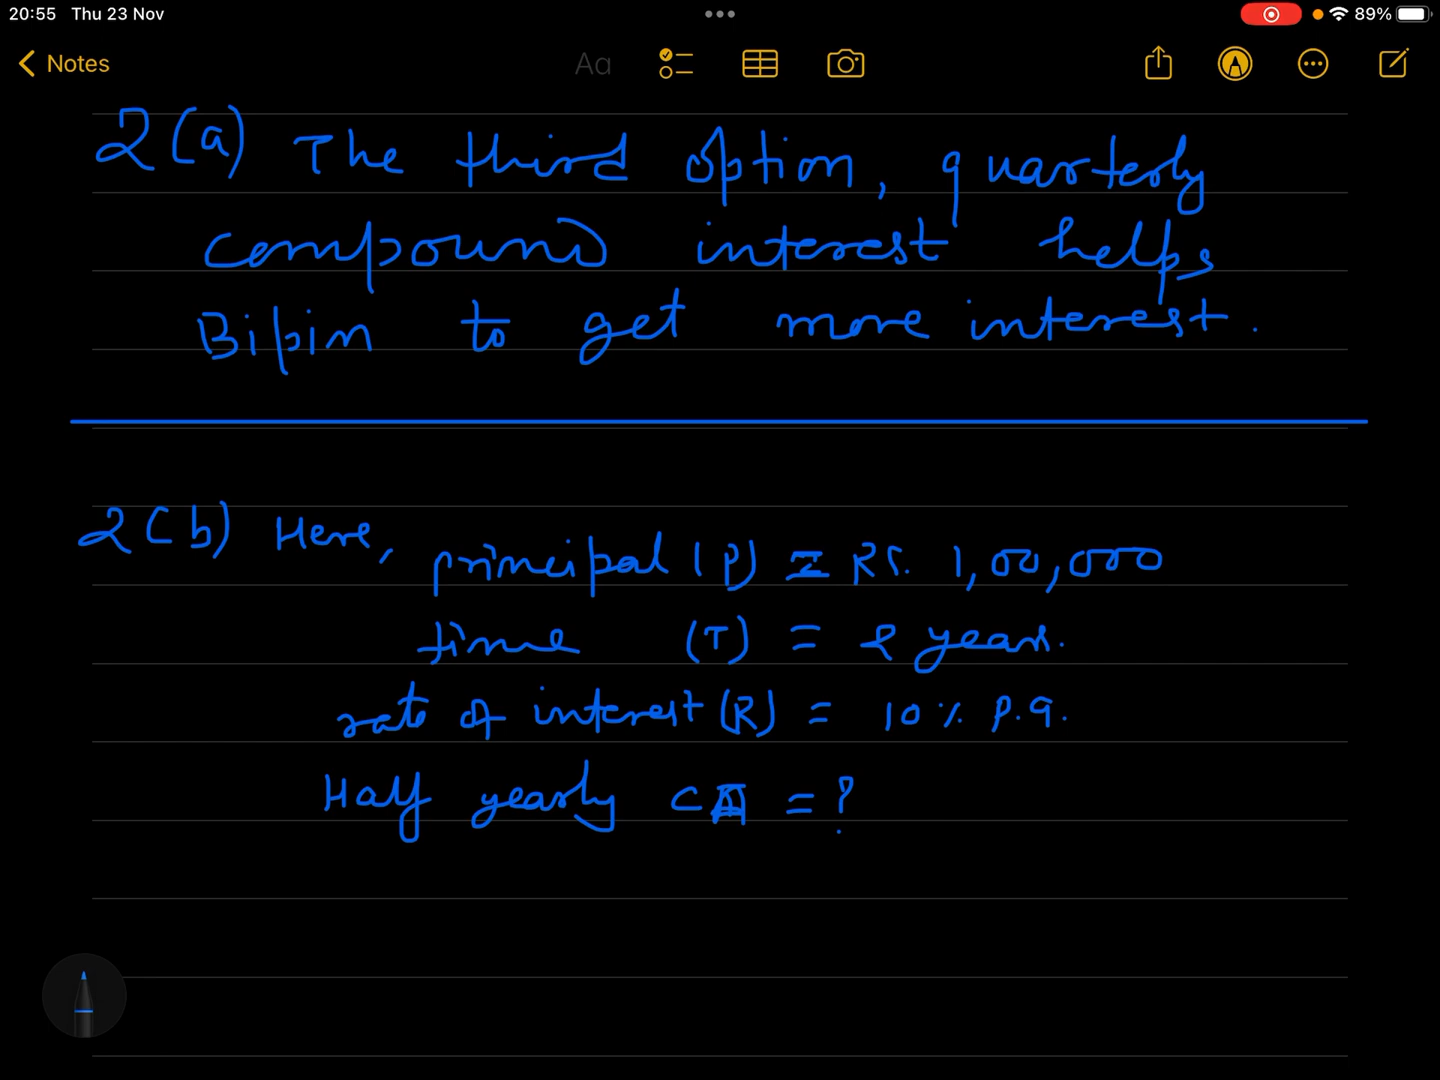 20:55 Thu 23 Nov
89%
Notes
Aa
2(a) The third option, quarterly
compound interest helps
Bipin to get more interest.
2(b) Here, principal (P) = Rs. 1,00,000
time (T) = 2 years.
rate of interest (R) = 10% p.a.
Half yearly CI = ?